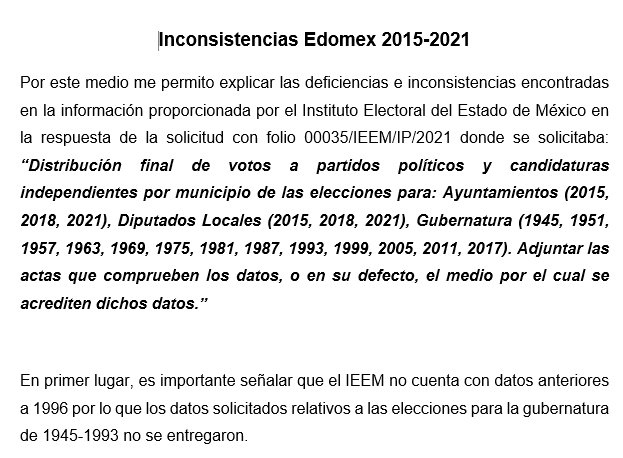 Inconsistencias Edomex 2015-2021
Por este medio me permito explicar las deficiencias e inconsistencias encontradas
en la información proporcionada por el Instituto Electoral del Estado de México en
la respuesta de la solicitud con folio 00035/IEEM/IP/2021 donde se solicitaba:
“Distribución final de votos a partidos políticos y candidaturas
independientes por municipio de las elecciones para: Ayuntamientos (2015,
2018, 2021), Diputados Locales (2015, 2018, 2021), Gubernatura (1945, 1951,
1957, 1963, 1969, 1975, 1981, 1987, 1993, 1999, 2005, 2011, 2017). Adjuntar las
actas que comprueben los datos, o en su defecto, el medio por el cual se
acrediten dichos datos.”
En primer lugar, es importante señalar que el IEEM no cuenta con datos anteriores
a 1996 por lo que los datos solicitados relativos a las elecciones para la gubernatura
de 1945-1993 no se entregaron.